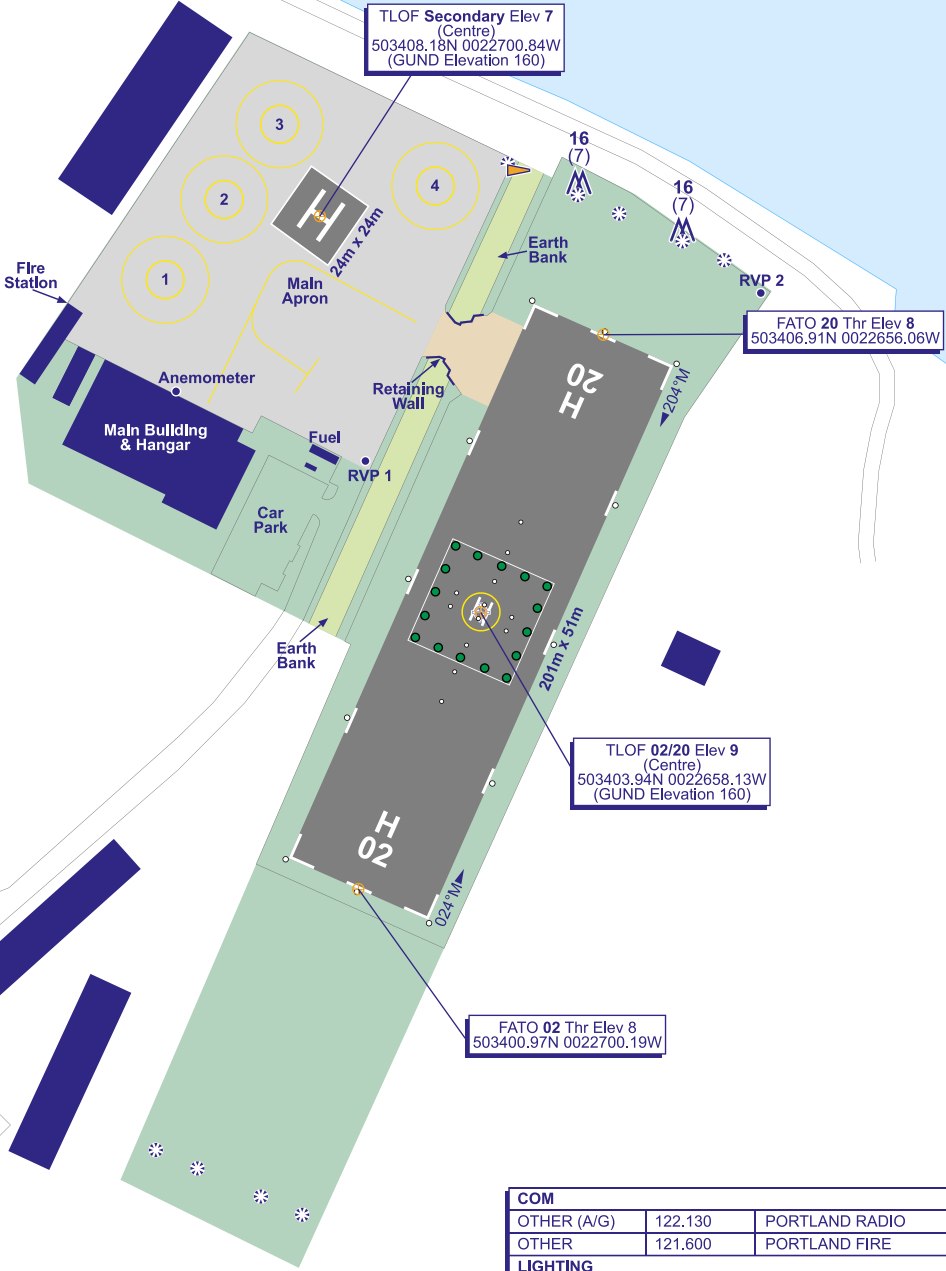 TLOF Secondary Elev 7
(Centre)
503408.18N 0022700.84W
(GUND Elevation 160)
16
(7)
16
(7)
3
4
2
H
24m x 24m
1
Main
Apron
Earth
Bank
RVP 2
Fire
Station
FATO 20 Thr Elev 8
503406.91N 0022656.06W
20
H
204°M
Anemometer
Retaining
Wall
Main Building
& Hangar
Fuel
RVP 1
Car
Park
H
201m x 51m
Earth
Bank
TLOF 02/20 Elev 9
(Centre)
503403.94N 0022658.13W
(GUND Elevation 160)
H
02
024°M
FATO 02 Thr Elev 8
503400.97N 0022700.19W
COM
OTHER (A/G) 122.130 PORTLAND RADIO
OTHER 121.600 PORTLAND FIRE
LIGHTING